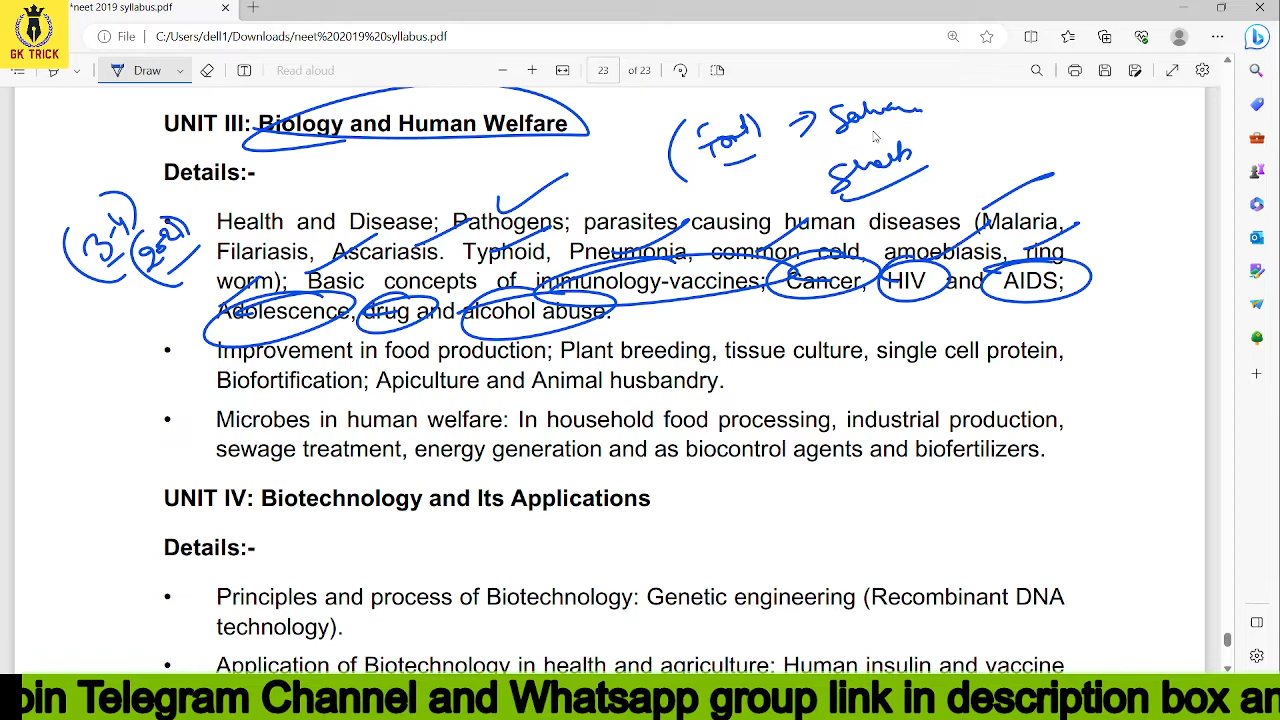 *neet 2019 syllabus.pdf
GK TRICK
File C:/Users/dell1/Downloads/neet%202019%20syllabus.pdf
Draw Read aloud 23 of 23
UNIT III: Biology and Human Welfare
Details:-
Health and Disease; Pathogens; parasites causing human diseases (Malaria,
Filariasis, Ascariasis. Typhoid, Pneumonia, common cold, amoebiasis, ring
worm); Basic concepts of immunology-vaccines; Cancer, HIV and AIDS;
Adolescence, drug and alcohol abuse.
• Improvement in food production; Plant breeding, tissue culture, single cell protein,
Biofortification; Apiculture and Animal husbandry.
• Microbes in human welfare: In household food processing, industrial production,
sewage treatment, energy generation and as biocontrol agents and biofertilizers.
UNIT IV: Biotechnology and Its Applications
Details:-
• Principles and process of Biotechnology: Genetic engineering (Recombinant DNA
technology).
• Application of Biotechnology in health and agriculture: Human insulin and vaccine
oin Telegram Channel and Whatsapp group link in description box an